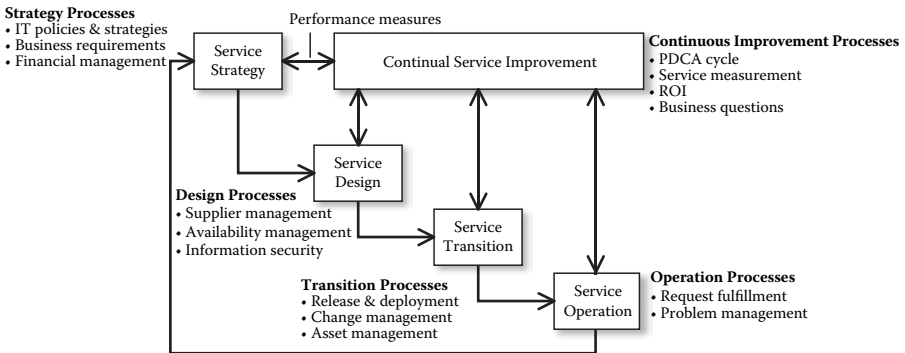 Strategy Processes
• IT policies & strategies
• Business requirements
• Financial management
Performance measures
Service
Strategy
Continual Service Improvement
Continuous Improvement Processes
• PDCA cycle
• Service measurement
• ROI
• Business questions
Service
Design
Design Processes
• Supplier management
• Availability management
• Information security
Service
Transition
Transition Processes
• Release & deployment
• Change management
• Asset management
Service
Operation
Operation Processes
• Request fulfillment
• Problem management